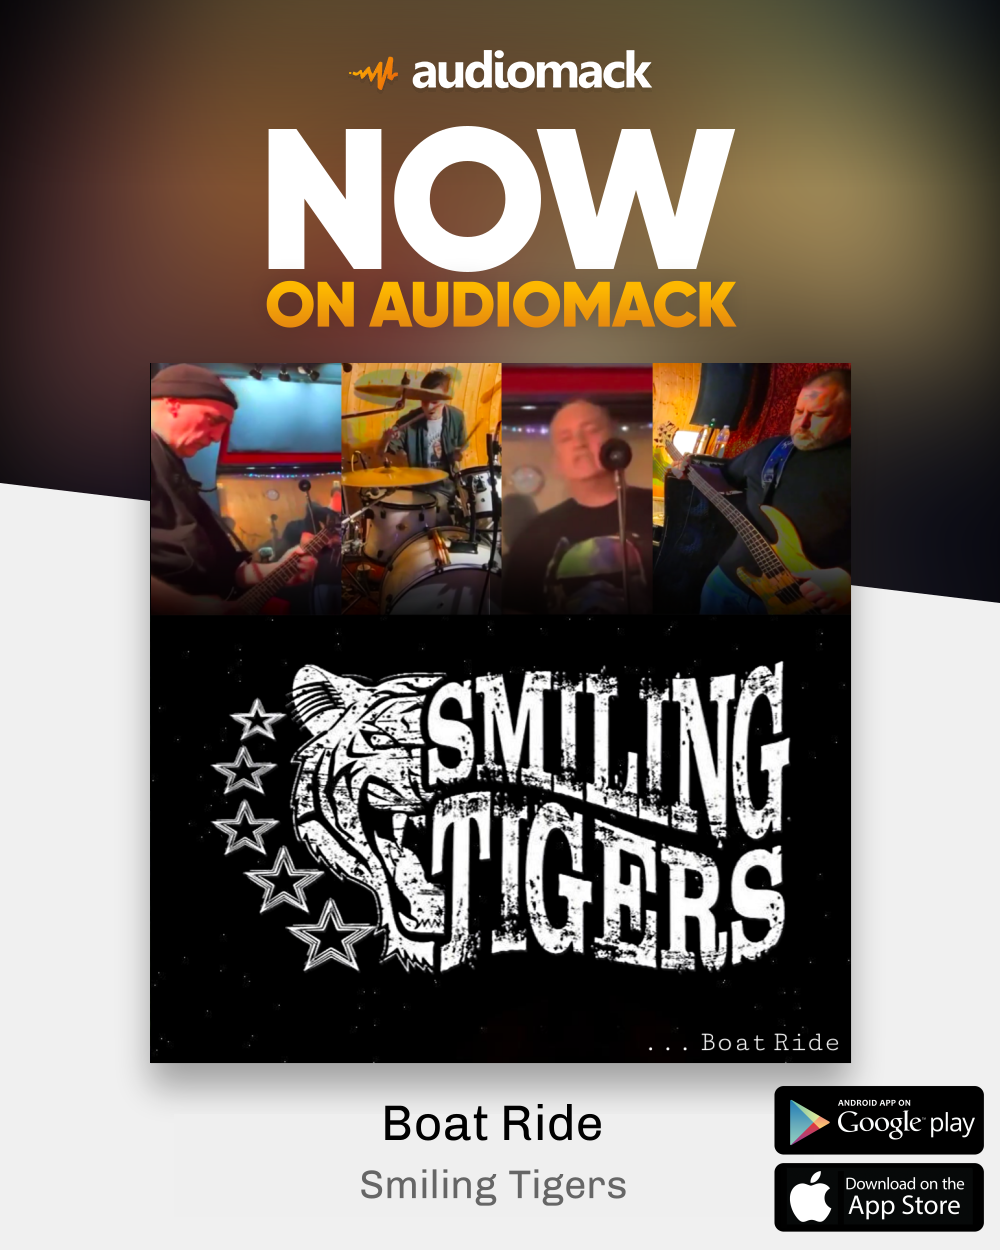 audiomack
NOW
ON AUDIOMACK
SMILING
TIGERS
... Boat Ride
Boat Ride
Smiling Tigers
ANDROID APP ON
Google play
Download on the
App Store